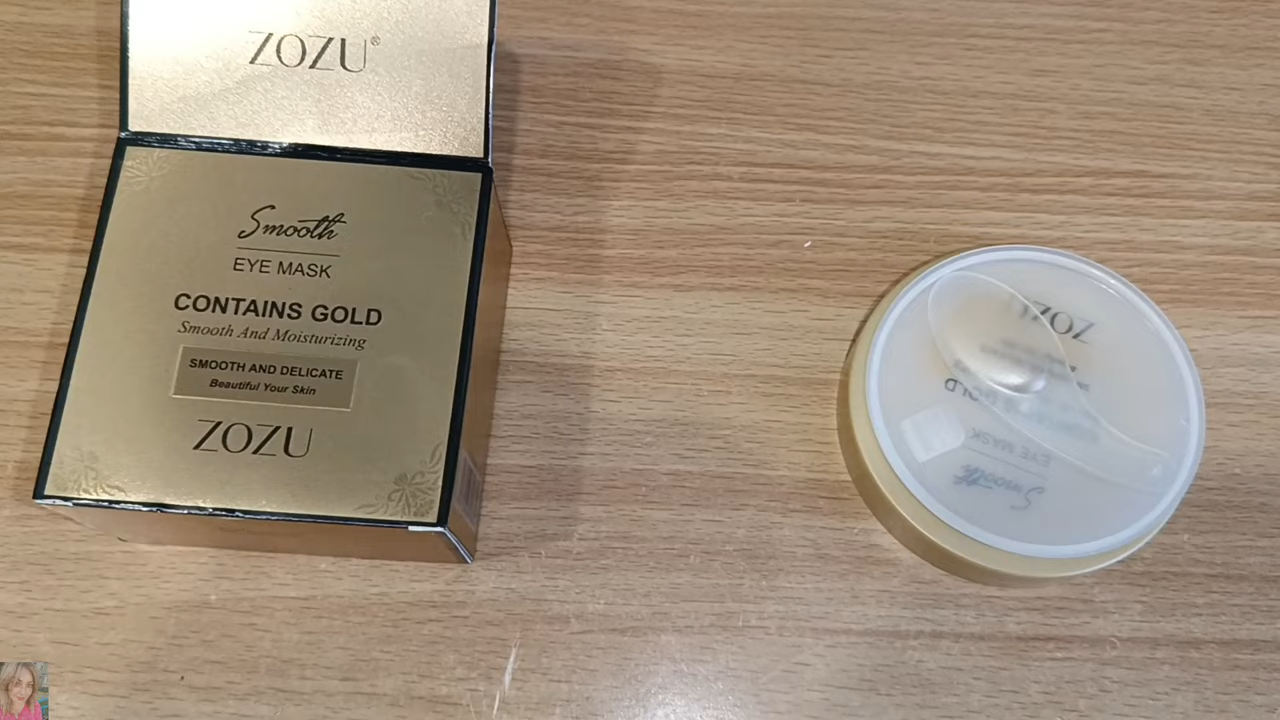 ZOZU®
Smooth
EYE MASK
CONTAINS GOLD
Smooth And Moisturizing
SMOOTH AND DELICATE
Beautiful Your Skin
ZOZU
ZOZU
GOLD
EYE MASK
Smooth